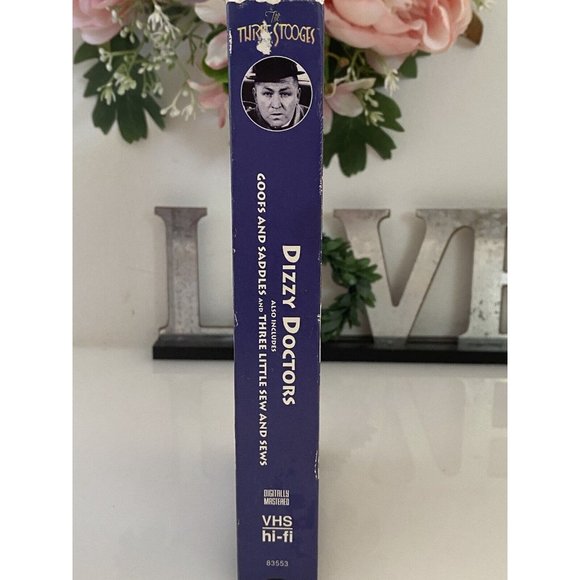 The
THREE STOOGES
DIZZY DOCTORS
ALSO INCLUDES
GOOFS AND SADDLES AND THREE LITTLE SEW AND SEWS
DIGITALLY
MASTERED
VHS
hi-fi
83553
LOVE